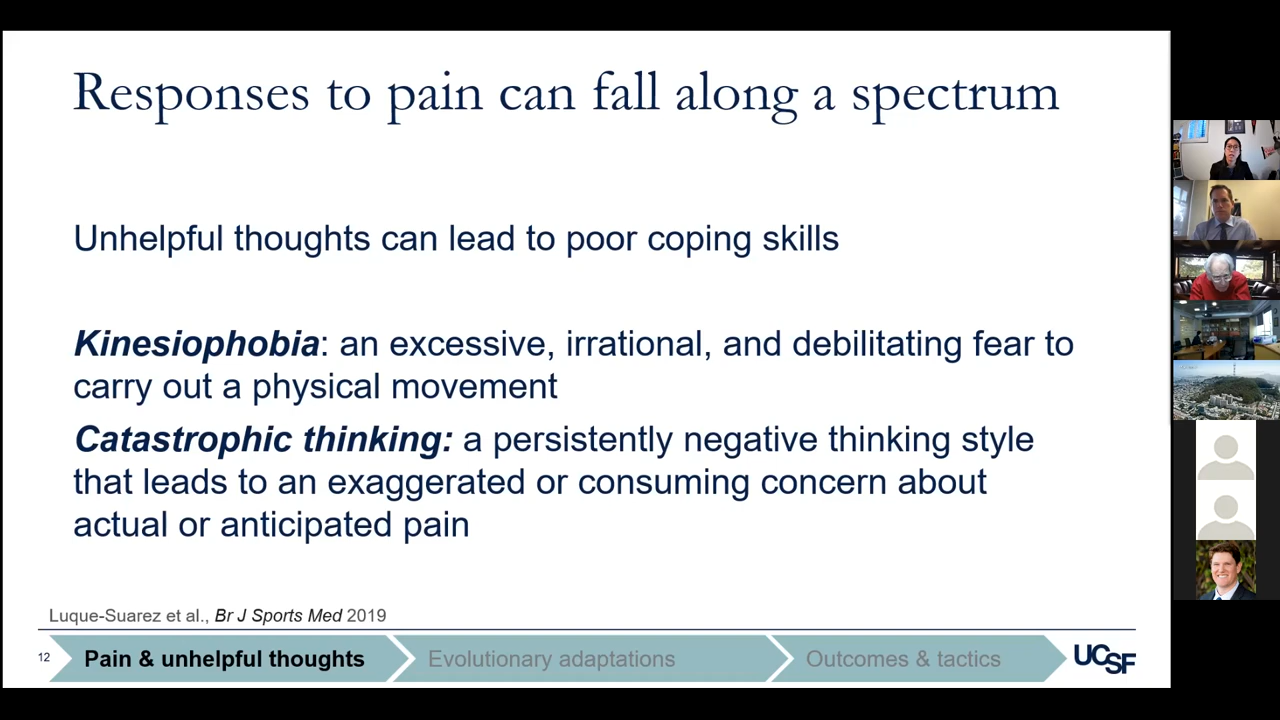 Responses to pain can fall along a spectrum
Unhelpful thoughts can lead to poor coping skills
Kinesiophobia: an excessive, irrational, and debilitating fear to
carry out a physical movement
Catastrophic thinking: a persistently negative thinking style
that leads to an exaggerated or consuming concern about
actual or anticipated pain
Luque-Suarez et al., Br J Sports Med 2019
12
Pain & unhelpful thoughts
Evolutionary adaptations
Outcomes & tactics
UCSF